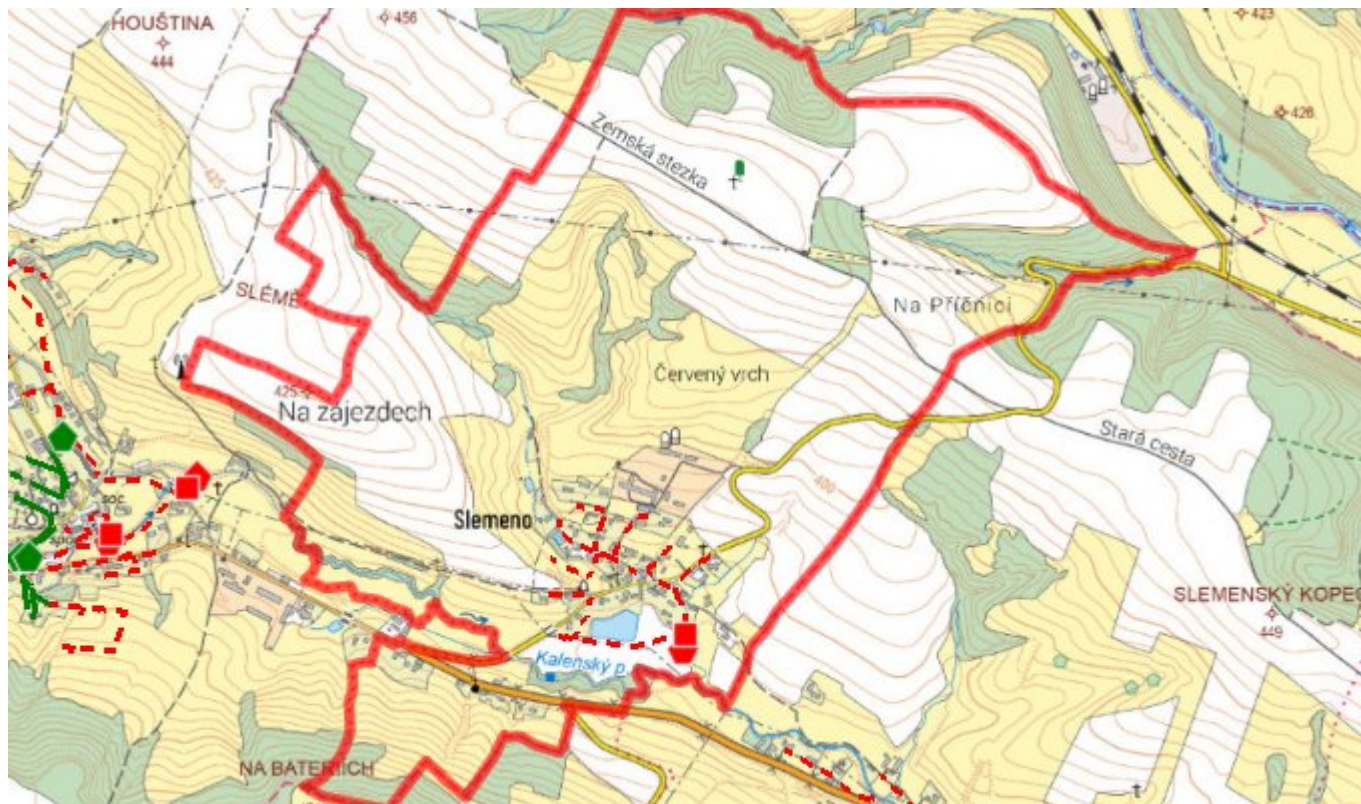 HOUŠTINA
444
456
423
426
Zemská stezka
425
SLÉMĚ
Na Příčnici
Červený vrch
425
Na zájezdech
Stará cesta
400
Slemeno
SLEMENSKÝ KOPEC
449
Kalenský p.
NA BATERIÍCH